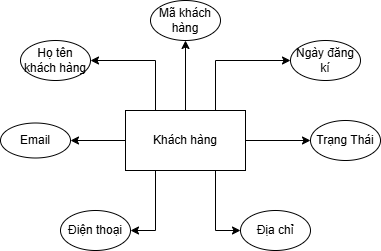 Mã khách
hàng
Họ tên
khách hàng
Ngày đăng
kí
Email
Khách hàng
Trạng Thái
Điện thoại
Địa chỉ